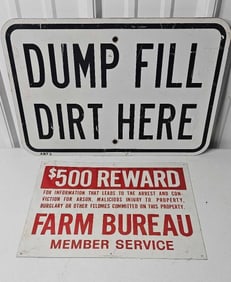 DUMP FILL
DIRT HERE
$500 REWARD
FOR INFORMATION THAT LEADS TO THE ARREST AND CON-
VICTION FOR ARSON, MALICIOUS INJURY TO PROPERTY,
BURGLARY OR OTHER FELONIES COMMITTED ON THIS PROPERTY.
FARM BUREAU
MEMBER SERVICE